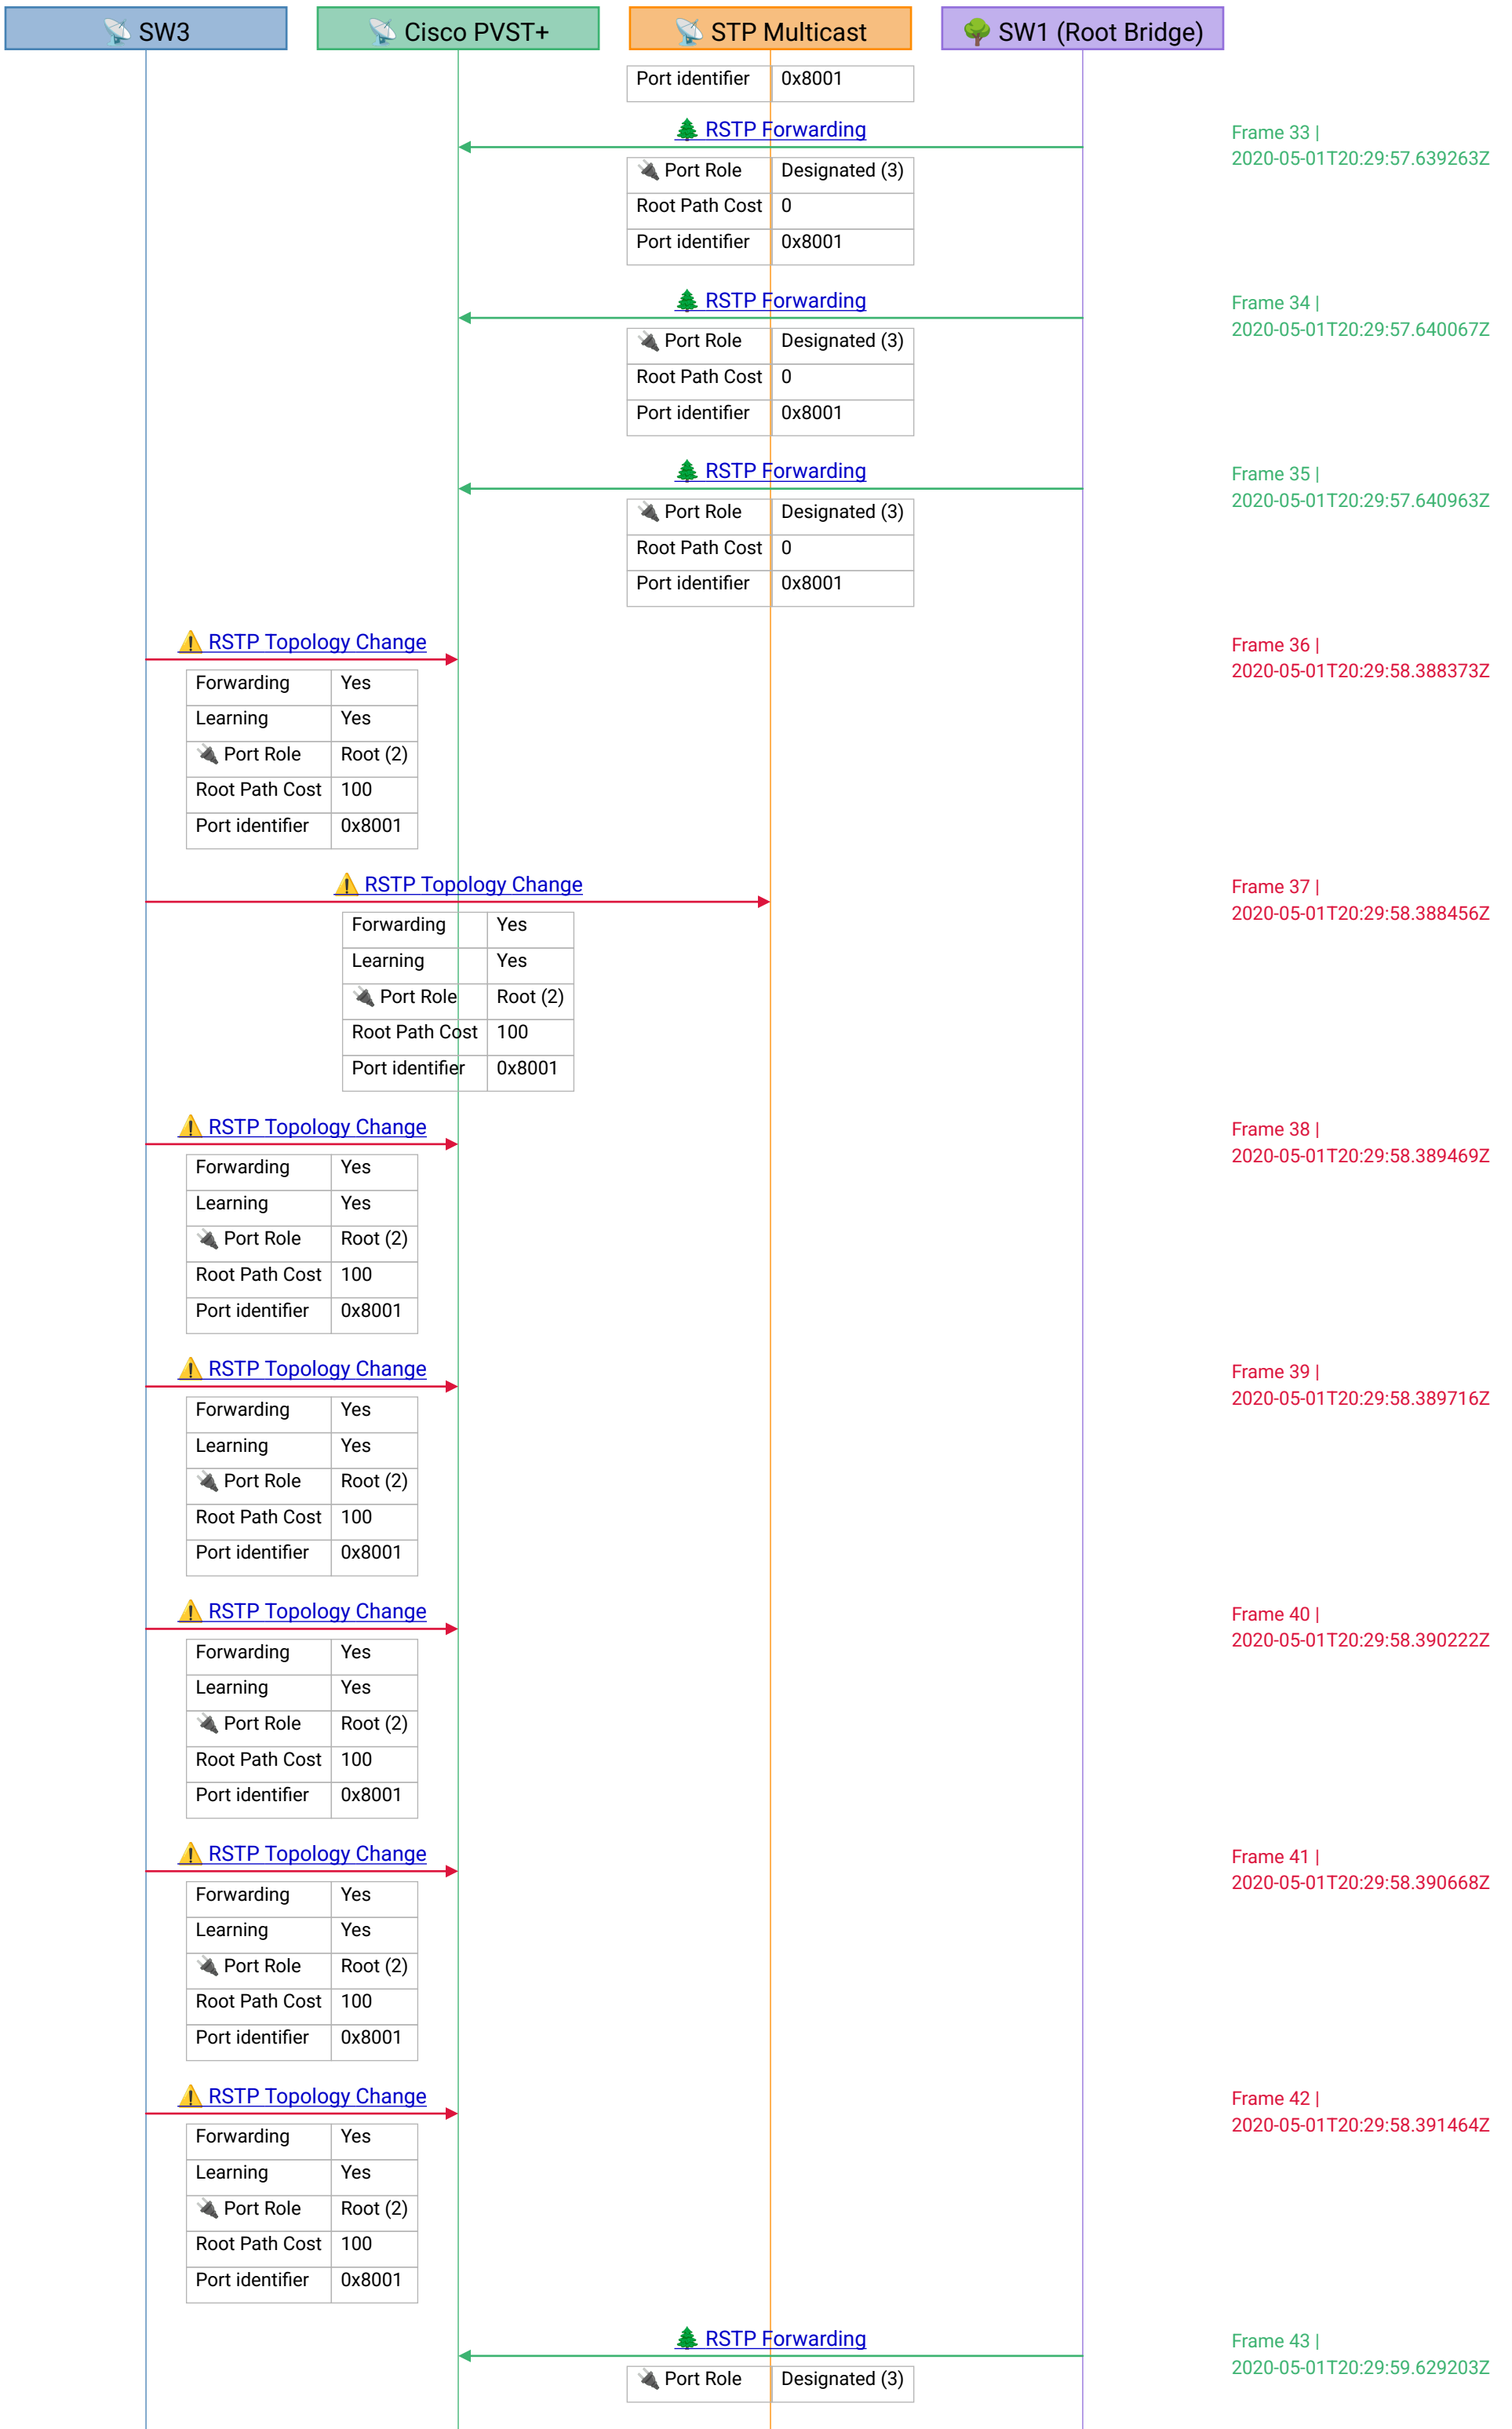 📡 SW3
📡 Cisco PVST+
📡 STP Multicast
🌳 SW1 (Root Bridge)
Port identifier 0x8001
🌲 RSTP Forwarding
Frame 33 |
2020-05-01T20:29:57.639263Z
🔌 Port Role Designated (3)
Root Path Cost 0
Port identifier 0x8001
🌲 RSTP Forwarding
Frame 34 |
2020-05-01T20:29:57.640067Z
🔌 Port Role Designated (3)
Root Path Cost 0
Port identifier 0x8001
🌲 RSTP Forwarding
Frame 35 |
2020-05-01T20:29:57.640963Z
🔌 Port Role Designated (3)
Root Path Cost 0
Port identifier 0x8001
⚠️ RSTP Topology Change
Frame 36 |
2020-05-01T20:29:58.388373Z
Forwarding Yes
Learning Yes
🔌 Port Role Root (2)
Root Path Cost 100
Port identifier 0x8001
⚠️ RSTP Topology Change
Frame 37 |
2020-05-01T20:29:58.388456Z
Forwarding Yes
Learning Yes
🔌 Port Role Root (2)
Root Path Cost 100
Port identifier 0x8001
⚠️ RSTP Topology Change
Frame 38 |
2020-05-01T20:29:58.389469Z
Forwarding Yes
Learning Yes
🔌 Port Role Root (2)
Root Path Cost 100
Port identifier 0x8001
⚠️ RSTP Topology Change
Frame 39 |
2020-05-01T20:29:58.389716Z
Forwarding Yes
Learning Yes
🔌 Port Role Root (2)
Root Path Cost 100
Port identifier 0x8001
⚠️ RSTP Topology Change
Frame 40 |
2020-05-01T20:29:58.390222Z
Forwarding Yes
Learning Yes
🔌 Port Role Root (2)
Root Path Cost 100
Port identifier 0x8001
⚠️ RSTP Topology Change
Frame 41 |
2020-05-01T20:29:58.390668Z
Forwarding Yes
Learning Yes
🔌 Port Role Root (2)
Root Path Cost 100
Port identifier 0x8001
⚠️ RSTP Topology Change
Frame 42 |
2020-05-01T20:29:58.391464Z
Forwarding Yes
Learning Yes
🔌 Port Role Root (2)
Root Path Cost 100
Port identifier 0x8001
🌲 RSTP Forwarding
Frame 43 |
2020-05-01T20:29:59.629203Z
🔌 Port Role Designated (3)